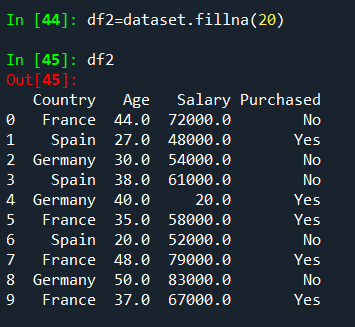 In [44]: df2=dataset.fillna(20)
In [45]: df2
Out[45]:
Country Age Salary Purchased
0 France 44.0 72000.0 No
1 Spain 27.0 48000.0 Yes
2 Germany 30.0 54000.0 No
3 Spain 38.0 61000.0 No
4 Germany 40.0 20.0 Yes
5 France 35.0 58000.0 Yes
6 Spain 20.0 52000.0 No
7 France 48.0 79000.0 Yes
8 Germany 50.0 83000.0 No
9 France 37.0 67000.0 Yes